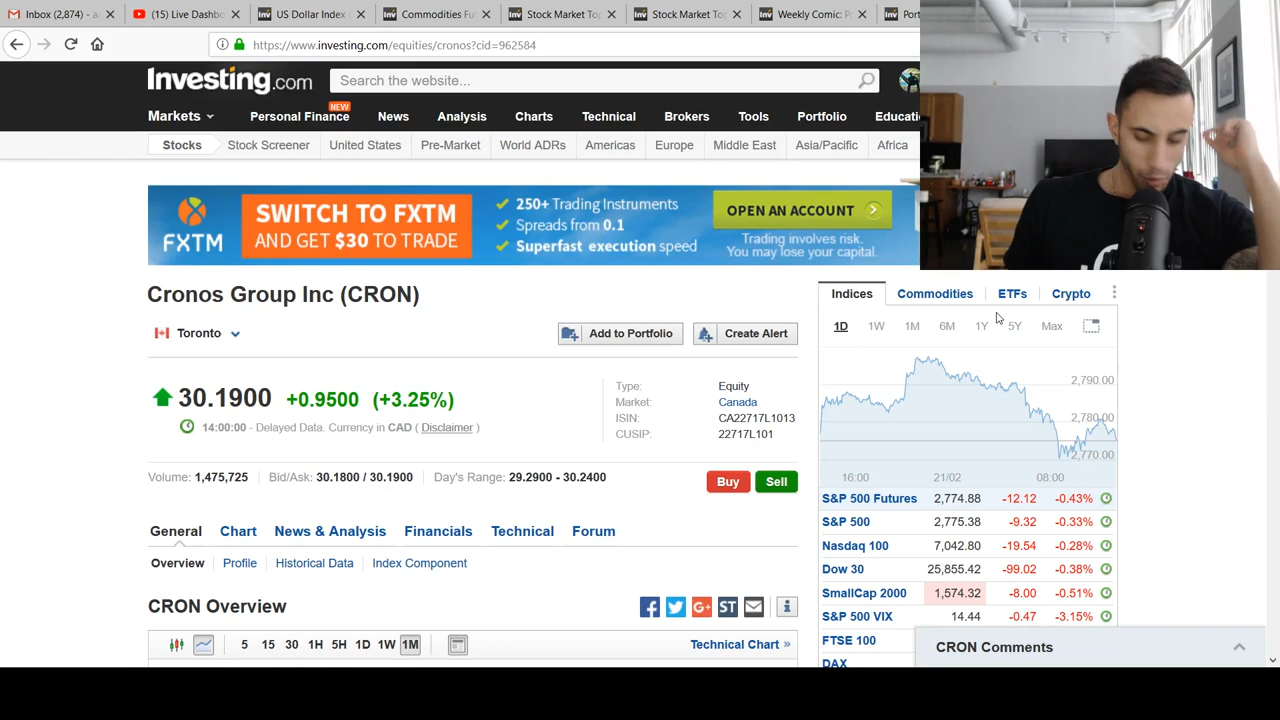 Inbox (2,874) - a
(15) Live Dashbo
US Dollar Index
Commodities Fu
Stock Market To
Stock Market To
Weekly Comic: P
Por
https://www.investing.com/equities/cronos?cid=962584
Investing.com
Search the website...
Markets
NEW
Personal Finance
News
Analysis
Charts
Technical
Brokers
Tools
Portfolio
Educati
Stocks
Stock Screener
United States
Pre-Market
World ADRs
Americas
Europe
Middle East
Asia/Pacific
Africa
FXTM
SWITCH TO FXTM
AND GET $30 TO TRADE
250+ Trading Instruments
Spreads from 0.1
Superfast execution speed
OPEN AN ACCOUNT
Trading involves risk.
You may lose your capital.
Cronos Group Inc (CRON)
Toronto
Add to Portfolio
Create Alert
30.1900 +0.9500 (+3.25%)
14:00:00 - Delayed Data. Currency in CAD ( Disclaimer )
Type: Equity
Market: Canada
ISIN: CA22717L1013
CUSIP: 22717L101
Volume: 1,475,725
Bid/Ask: 30.1800 / 30.1900
Day's Range: 29.2900 - 30.2400
Buy
Sell
General
Chart
News & Analysis
Financials
Technical
Forum
Overview
Profile
Historical Data
Index Component
CRON Overview
ST
5 15 30 1H 5H 1D 1W 1M
Technical Chart »
Indices
Commodities
ETFs
Crypto
1D 1W 1M 6M 1Y 5Y Max
2,790.00
2,780.00
2,770.00
16:00 21/02 08:00
S&P 500 Futures 2,774.88 -12.12 -0.43%
S&P 500 2,775.38 -9.32 -0.33%
Nasdaq 100 7,042.80 -19.54 -0.28%
Dow 30 25,855.42 -99.02 -0.38%
SmallCap 2000 1,574.32 -8.00 -0.51%
S&P 500 VIX 14.44 -0.47 -3.15%
FTSE 100
DAX
CRON Comments